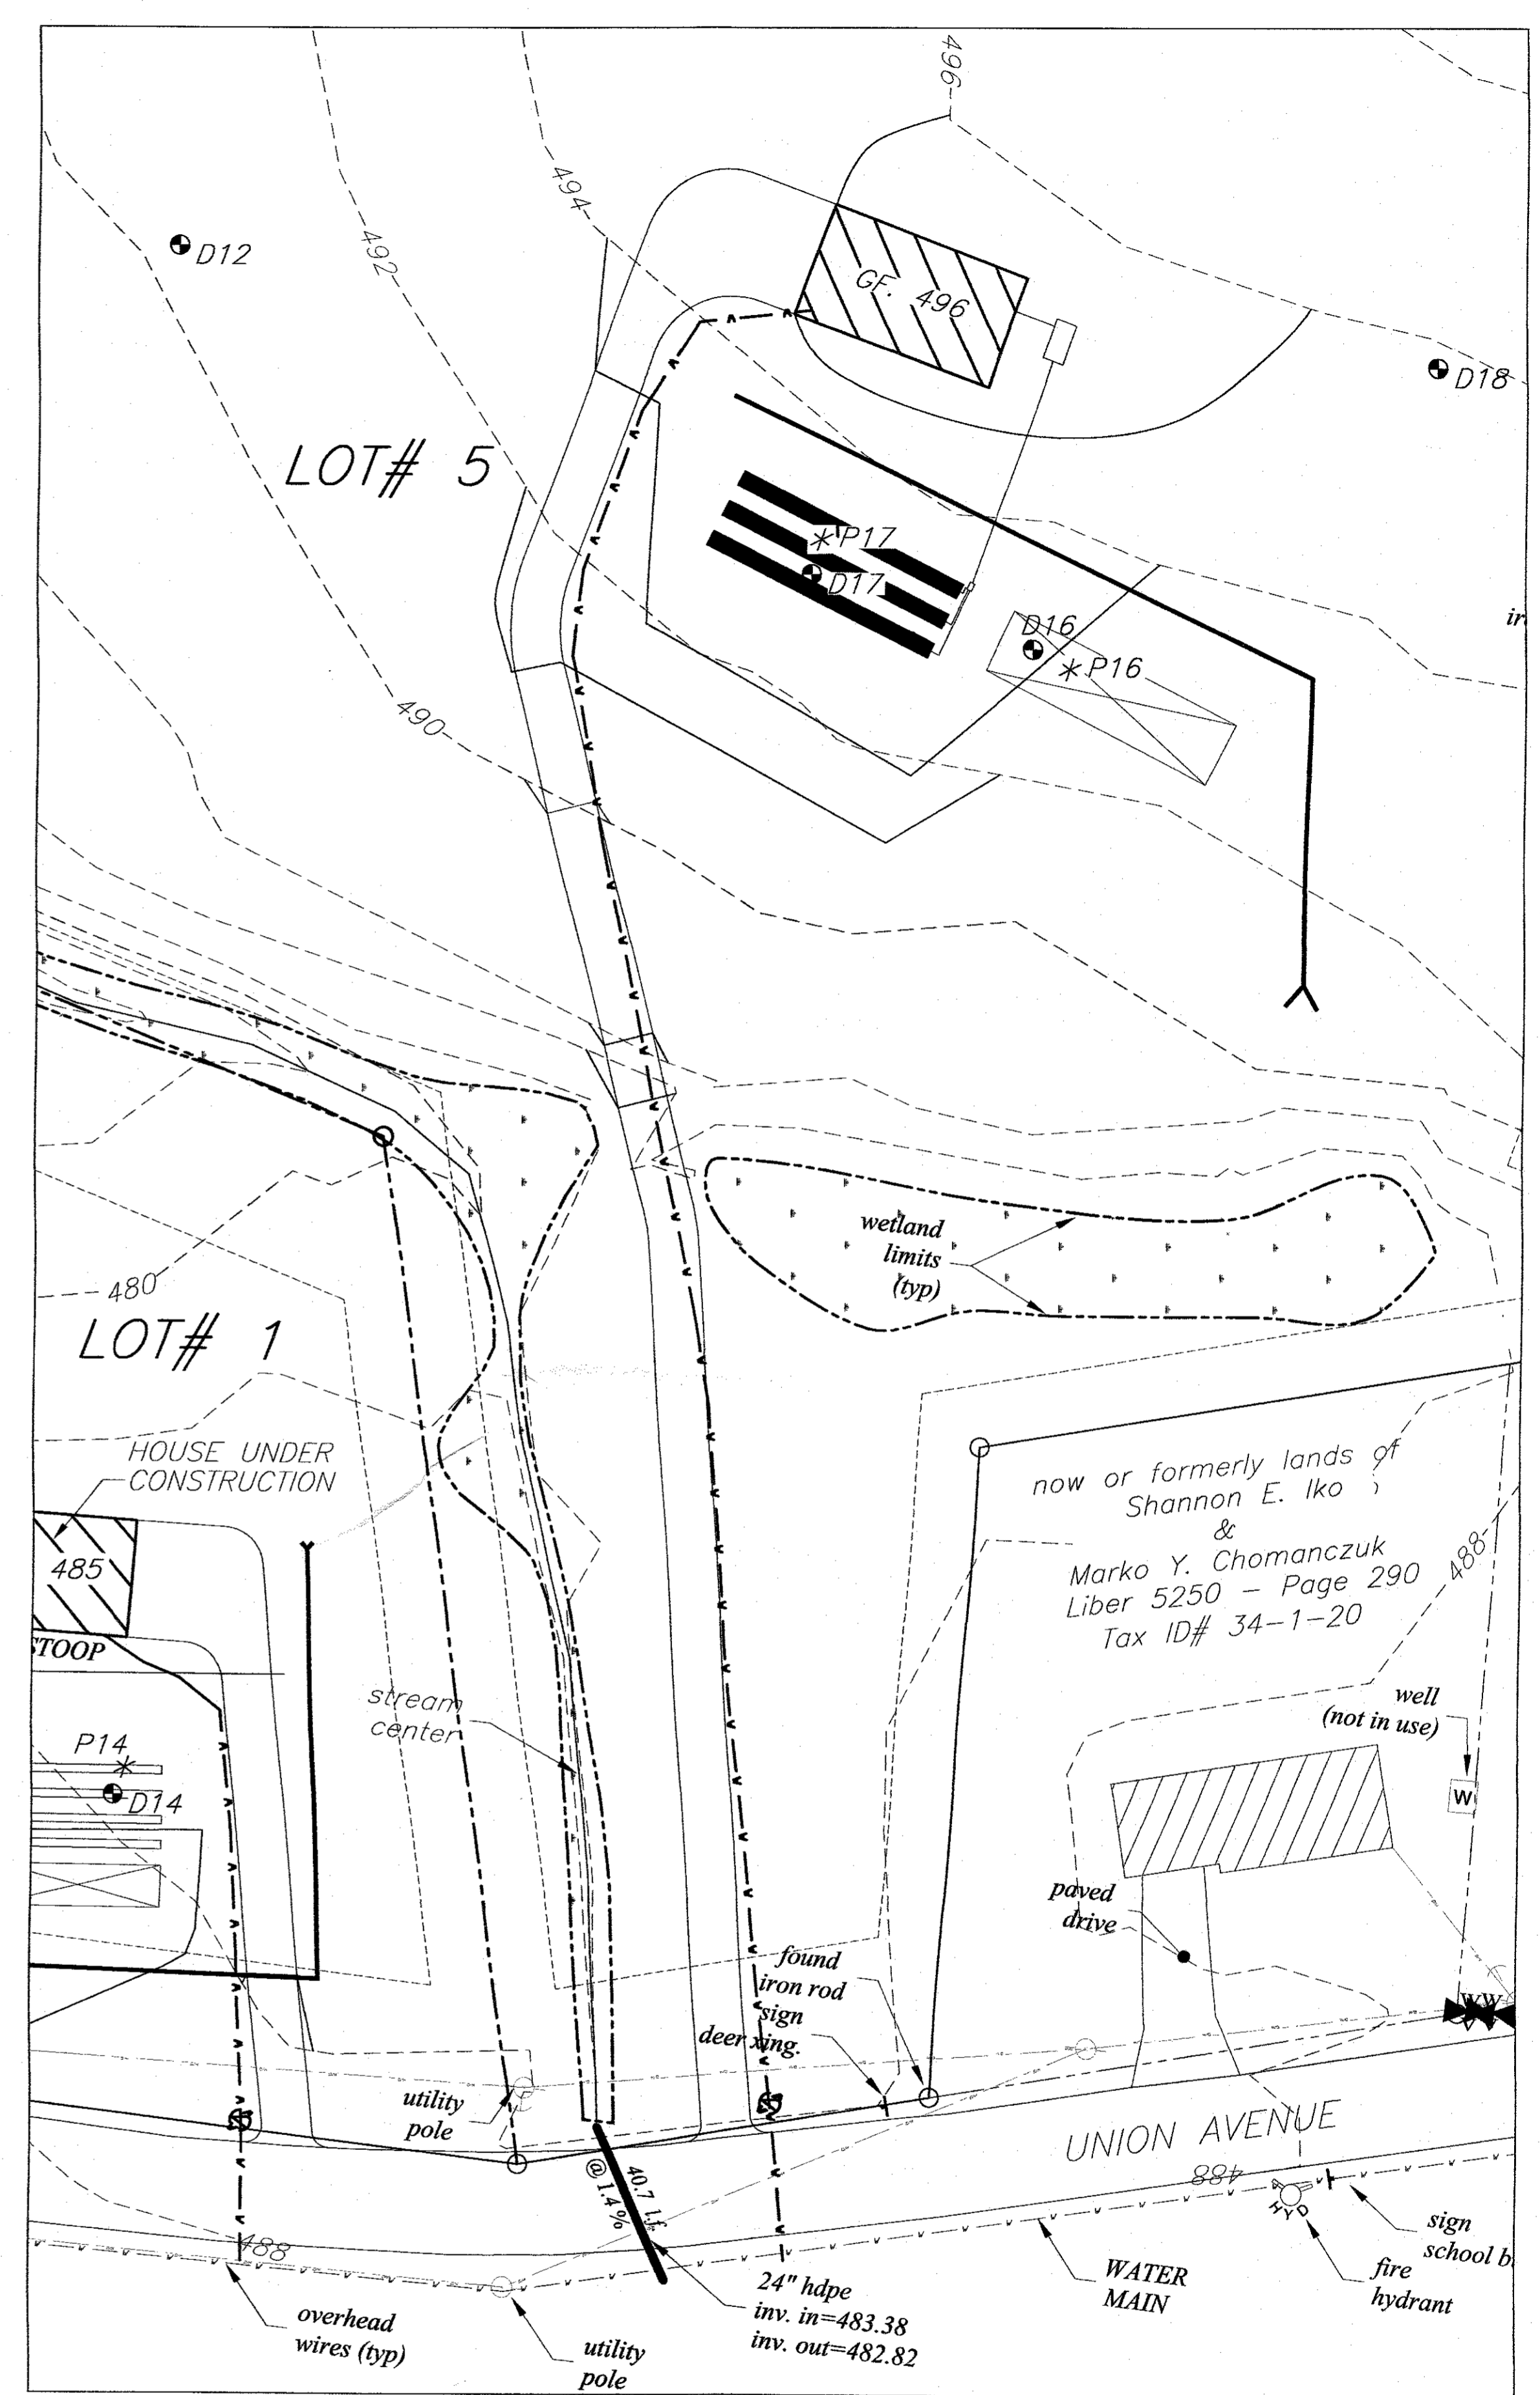 496
494
492
D12
GF. 496
D18
LOT# 5
P17
D17
D16
P16
490
wetland
limits
(typ)
480
LOT# 1
HOUSE UNDER
CONSTRUCTION
485
now or formerly lands of
Shannon E. Iko
&
Marko Y. Chomanczuk
Liber 5250 - Page 290
Tax ID# 34-1-20
488
TOOP
stream
center
well
(not in use)
W
P14
D14
paved
drive
found
iron rod
sign
deer xing.
utility
pole
UNION AVENUE
40.7 l.f.
@ 1.4%
488
HYD
488
sign
school b
fire
hydrant
WATER
MAIN
24" hdpe
inv. in=483.38
inv. out=482.82
overhead
wires (typ)
utility
pole